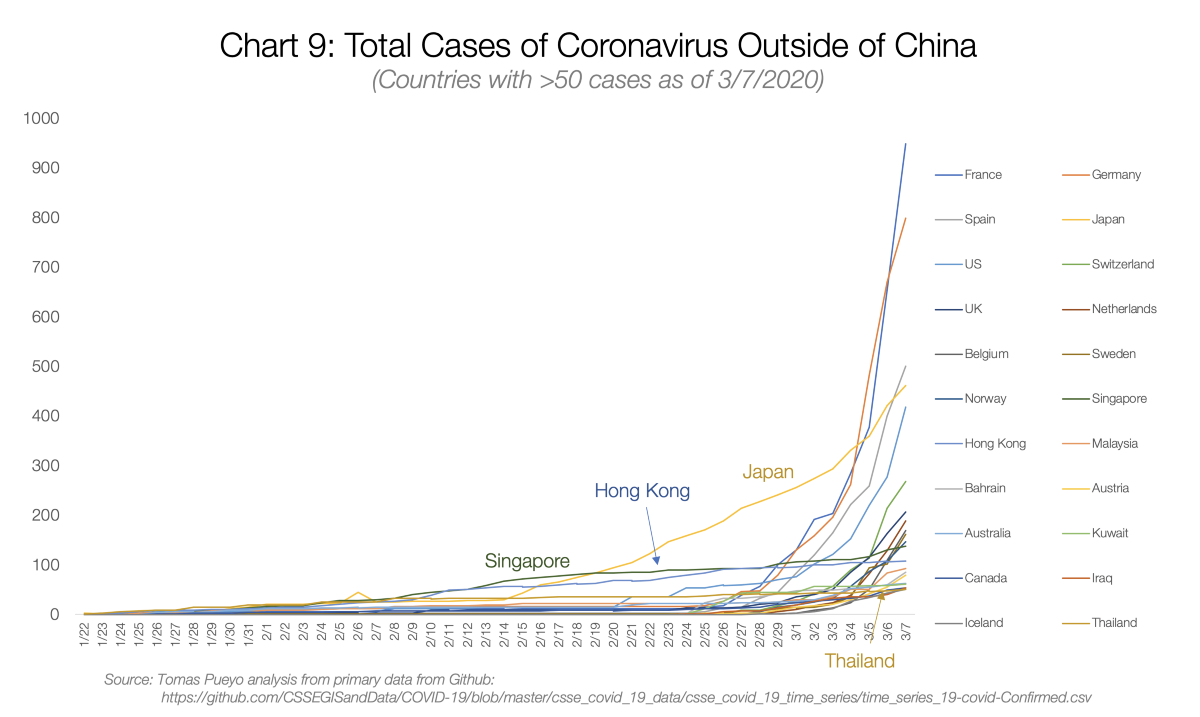 Chart 9: Total Cases of Coronavirus Outside of China
(Countries with >50 cases as of 3/7/2020)
1000
900
800
700
600
500
400
300
200
100
0
Japan
Hong Kong
Singapore
Thailand
France Germany
Spain Japan
US Switzerland
UK Netherlands
Belgium Sweden
Norway Singapore
Hong Kong Malaysia
Bahrain Austria
Australia Kuwait
Canada Iraq
Iceland Thailand
1/22 1/23 1/24 1/25 1/26 1/27 1/28 1/29 1/30 1/31 2/1 2/2 2/3 2/4 2/5 2/6 2/7 2/8 2/9 2/10 2/11 2/12 2/13 2/14 2/15 2/16 2/17 2/18 2/19 2/20 2/21 2/22 2/23 2/24 2/25 2/26 2/27 2/28 2/29 3/1 3/2 3/3 3/4 3/5 3/6 3/7
Source: Tomas Pueyo analysis from primary data from Github:
https://github.com/CSSEGISandData/COVID-19/blob/master/csse_covid_19_data/csse_covid_19_time_series/time_series_19-covid-Confirmed.csv